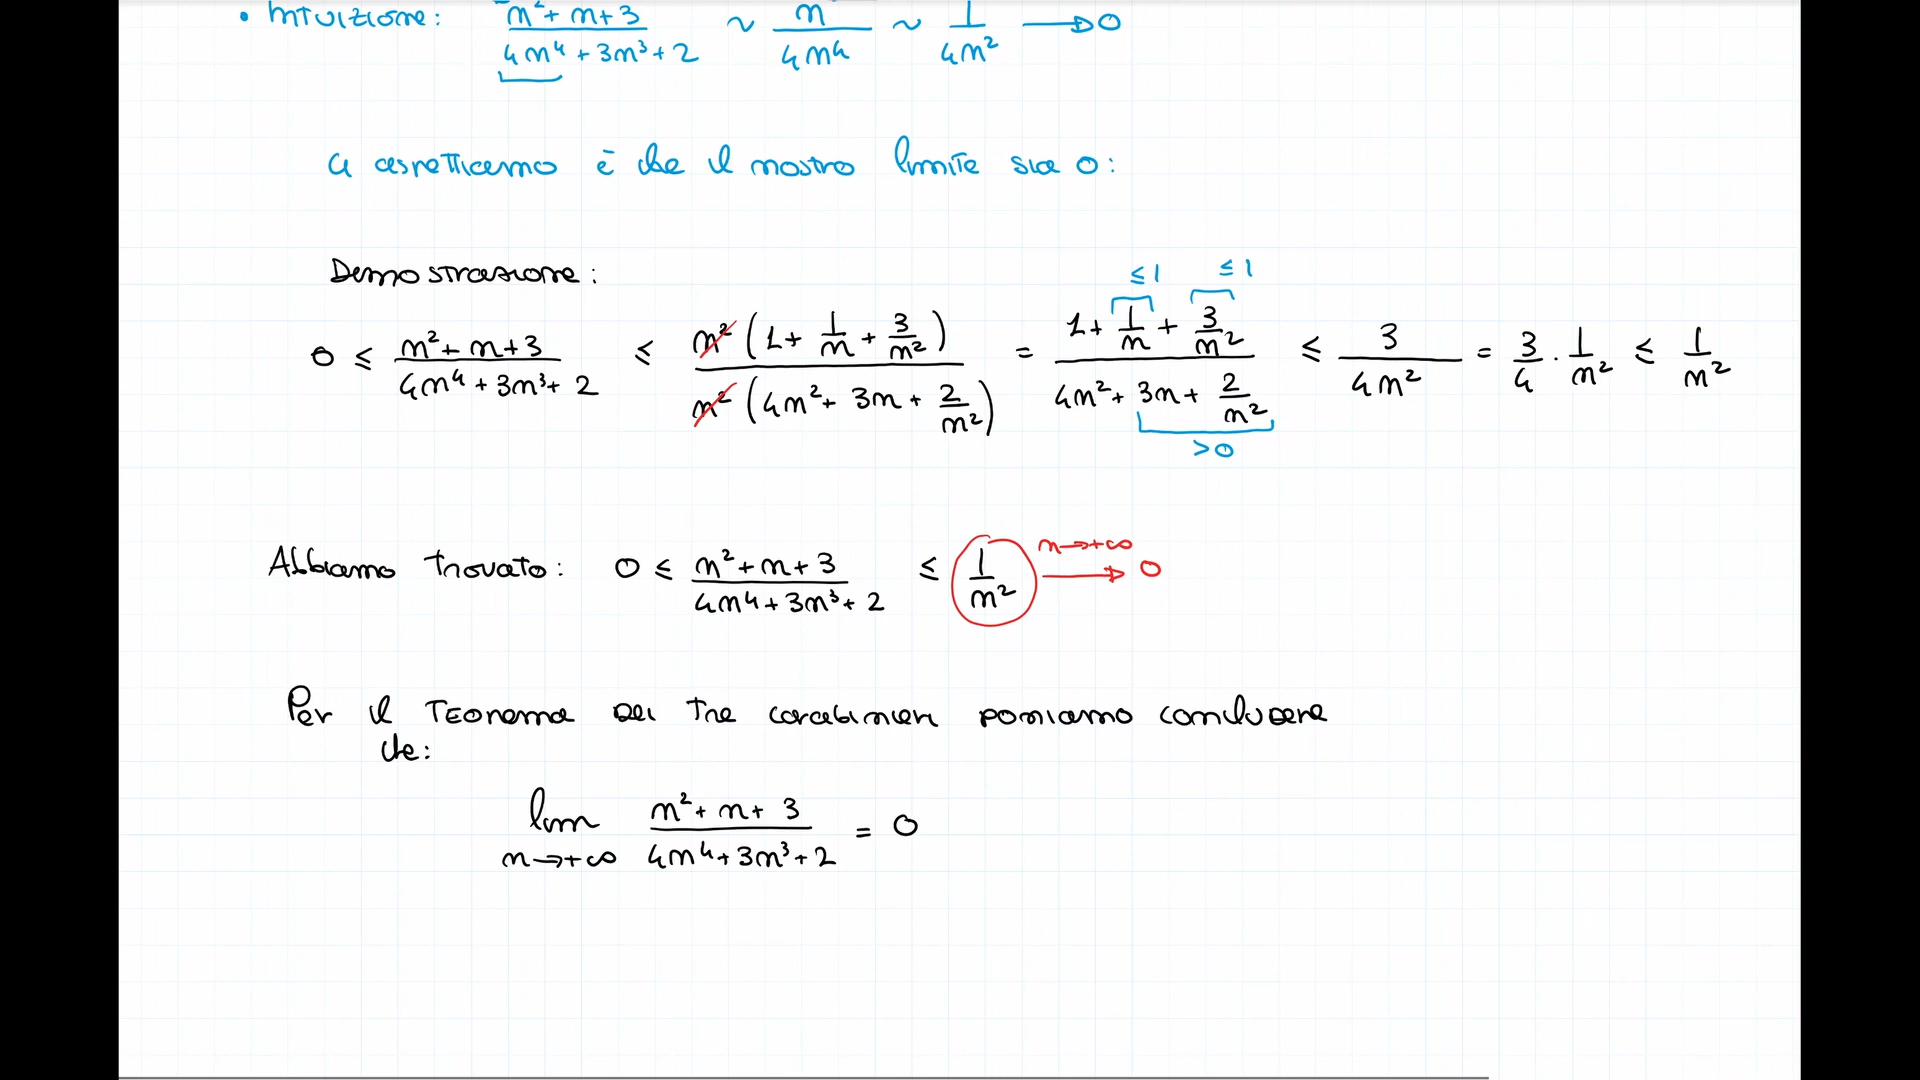 • Intuizione: n²+n+3 / 4n⁴+3n³+2 ~ n / 4n⁴ ~ 1 / 4n² → 0
Ci aspettiamo è che il nostro limite sia 0:
Dimostrazione:
≤1 ≤1
0 ≤ n²+n+3 / 4n⁴+3n³+2 ≤ n²(1+1/n+3/n²) / n²(4n²+3n+2/n²) = 1+1/n+3/n² / 4n²+3n+2/n² ≤ 3 / 4n² = 3/4 · 1/n² ≤ 1/n²
>0
Abbiamo trovato: 0 ≤ n²+n+3 / 4n⁴+3n³+2 ≤ 1/n² n→+∞ → 0
Per il Teorema dei tre carabinieri possiamo concludere
che:
lim n→+∞ n²+n+3 / 4n⁴+3n³+2 = 0